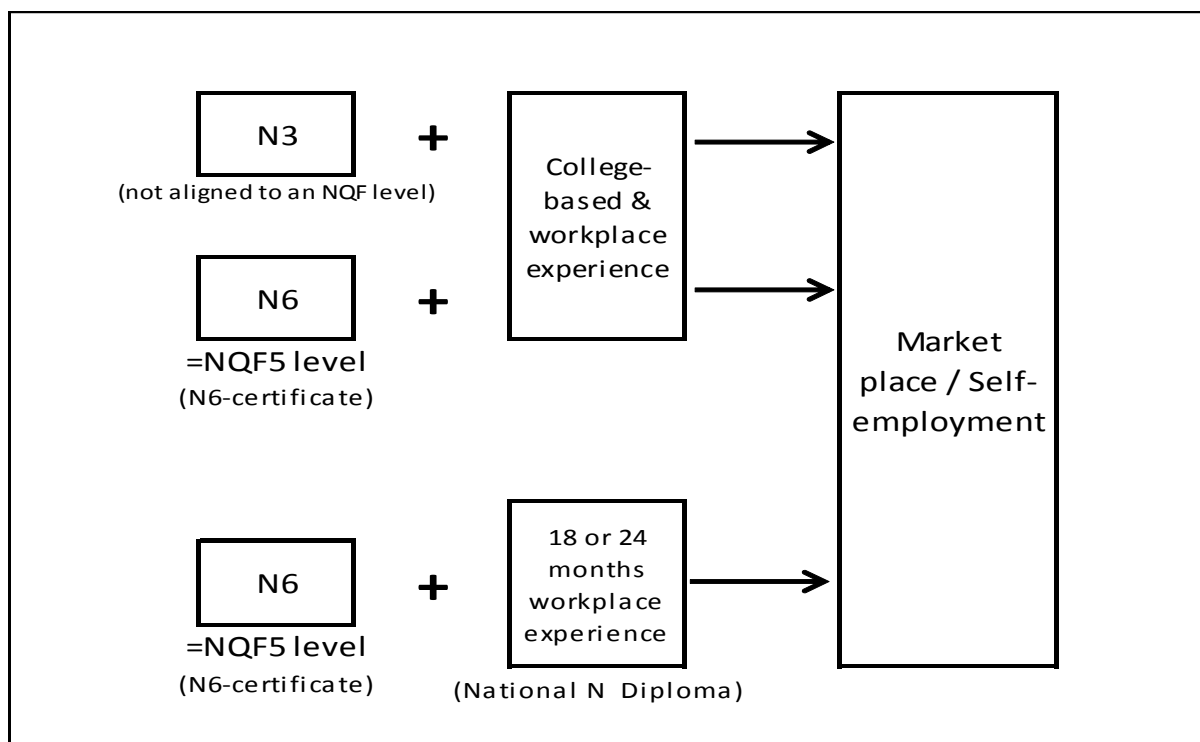 N3
+
(not aligned to an NQF level)
College-
based &
workplace
experience
N6
+
=NQF5 level
(N6-certificate)
Market
place / Self-
employment
N6
+
18 or 24
months
workplace
experience
=NQF5 level
(N6-certificate)
(National N Diploma)